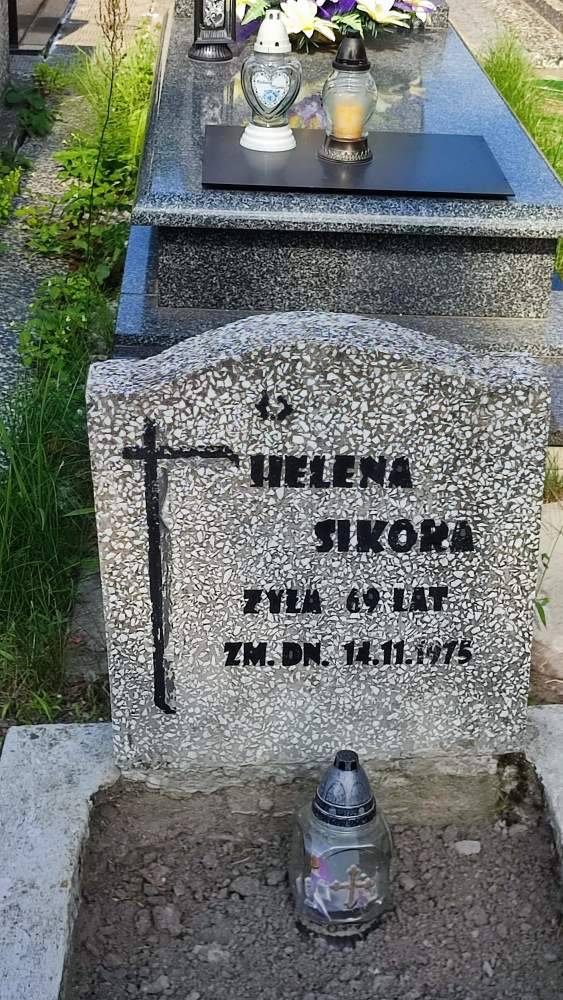 Ś P
HELENA
SIKORA
ŻYŁA 69 LAT
ZM. DN. 14.11.1975